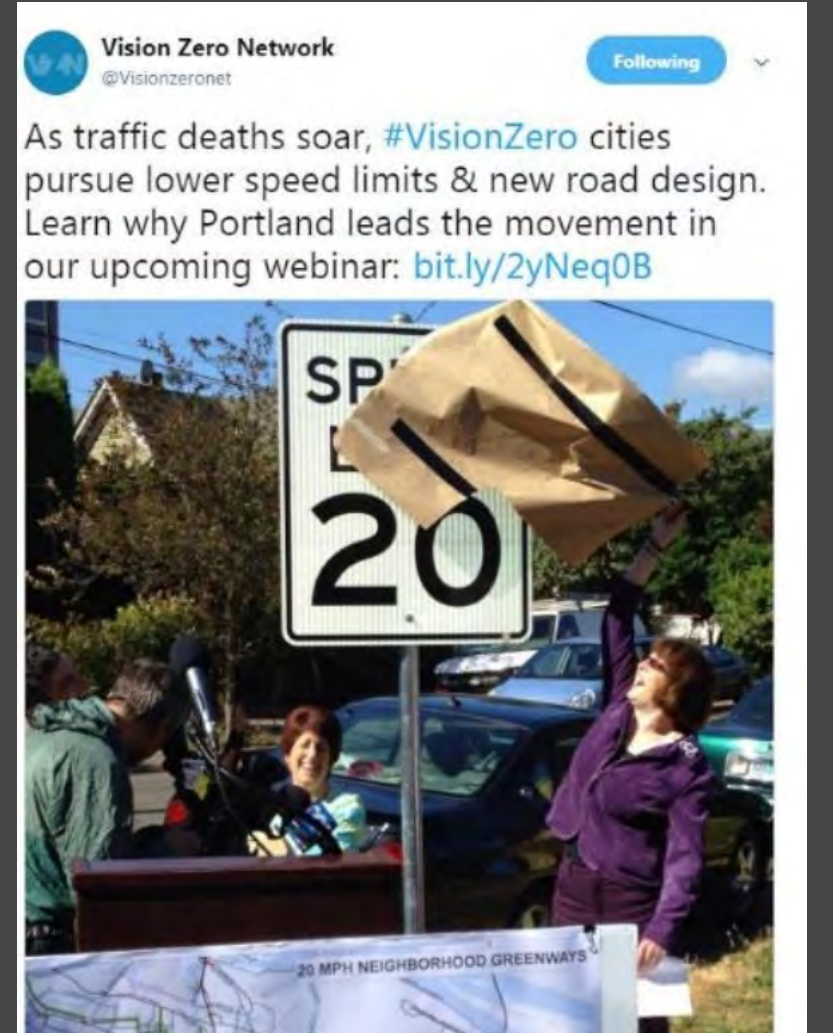 Vision Zero Network
@Visionzeronet
Following
As traffic deaths soar, #VisionZero cities
pursue lower speed limits & new road design.
Learn why Portland leads the movement in
our upcoming webinar: bit.ly/2yNeq0B
SP
L
20
20 MPH NEIGHBORHOOD GREENWAYS